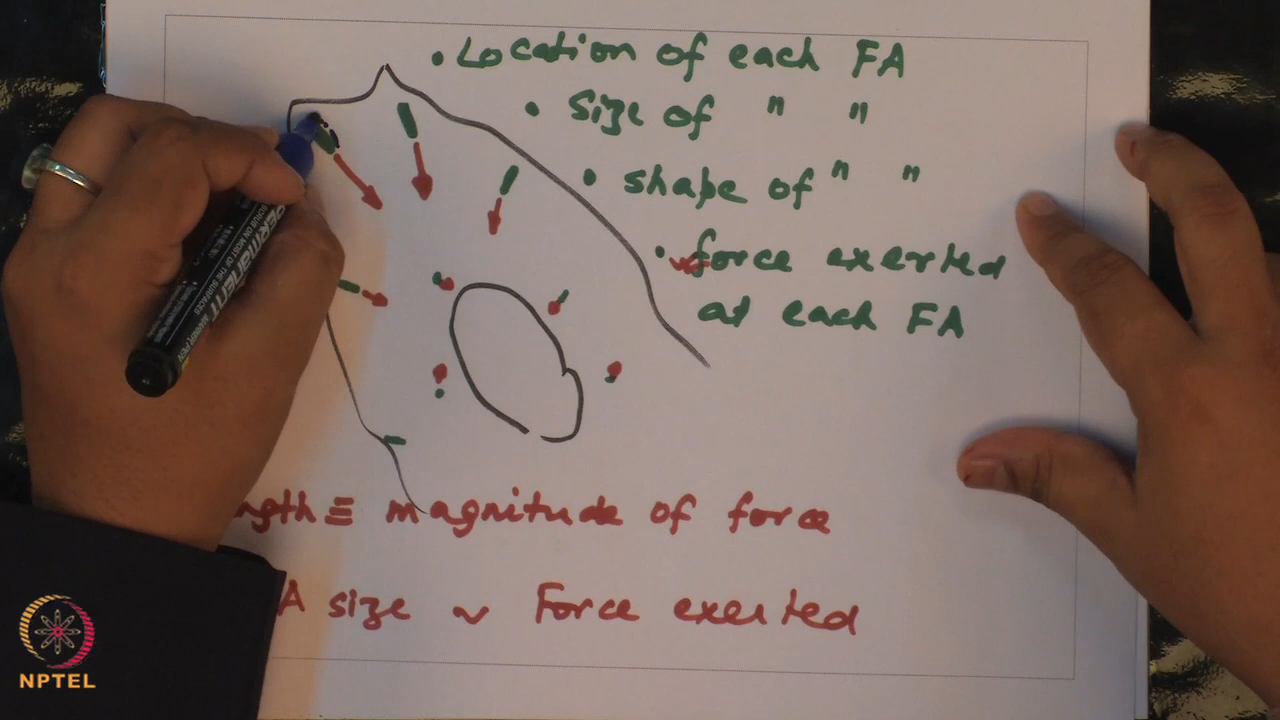 • Location of each FA
• Size of " "
• shape of " "
• force exerted
at each FA
ngth ≡ magnitude of force
A size ~ Force exerted
PERMANENT
NPTEL